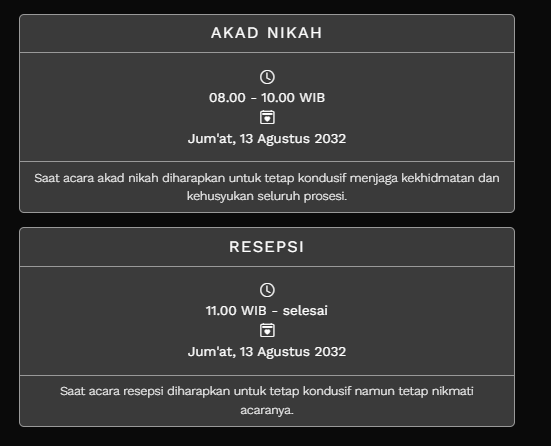 AKAD NIKAH
08.00 - 10.00 WIB
Jum'at, 13 Agustus 2032
Saat acara akad nikah diharapkan untuk tetap kondusif menjaga kekhidmatan dan
kehusyukan seluruh prosesi.
RESEPSI
11.00 WIB - selesai
Jum'at, 13 Agustus 2032
Saat acara resepsi diharapkan untuk tetap kondusif namun tetap nikmati
acaranya.